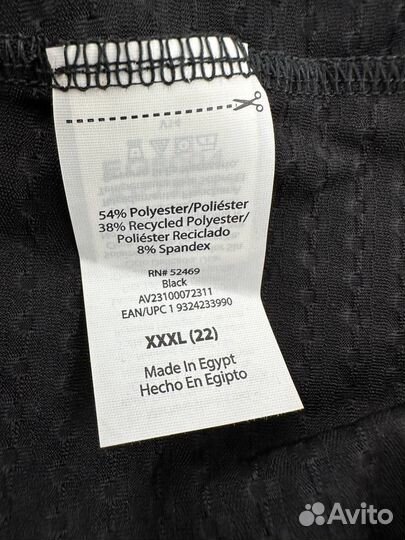 54% Polyester/Poliéster
38% Recycled Polyester/
Poliéster Reciclado
8% Spandex
RN# 52469
Black
AV23100072311
EAN/UPC 1 9324233990
XXXL (22)
Made In Egypt
Hecho En Egipto
Avito